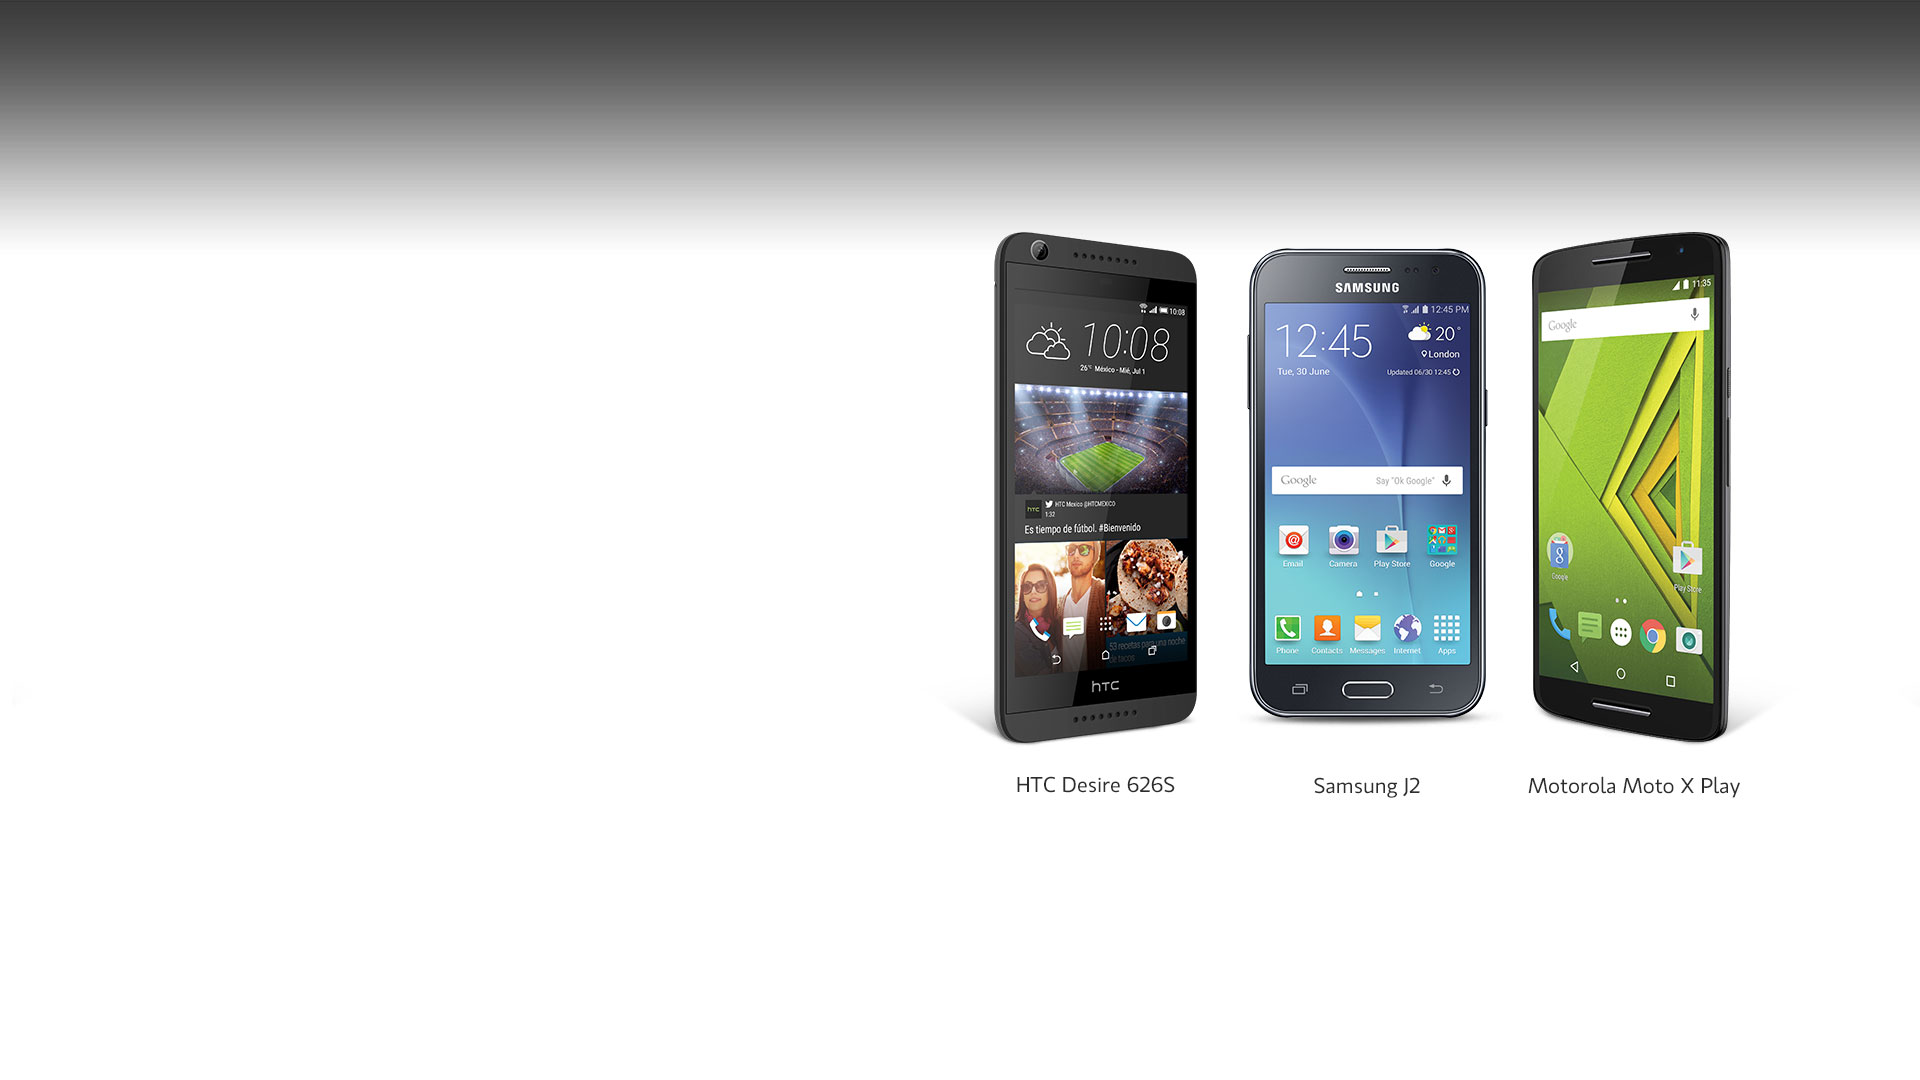 10:08
10:08
26°C México - Mié, Jul 1
hTC
HTC Mexico @HTCMEXICO
1:32
Es tiempo de fútbol. #Bienvenido
53 recetas para una noche
de tacos
hTC
HTC Desire 626S
SAMSUNG
12:45 PM
12:45
20°
London
Tue, 30 June
Updated 06/30 12:45
Google
Say "Ok Google"
Email
Camera
Play Store
Google
Phone
Contacts
Messages
Internet
Apps
Samsung J2
11:35
Google
8
Google
Play Store
Motorola Moto X Play